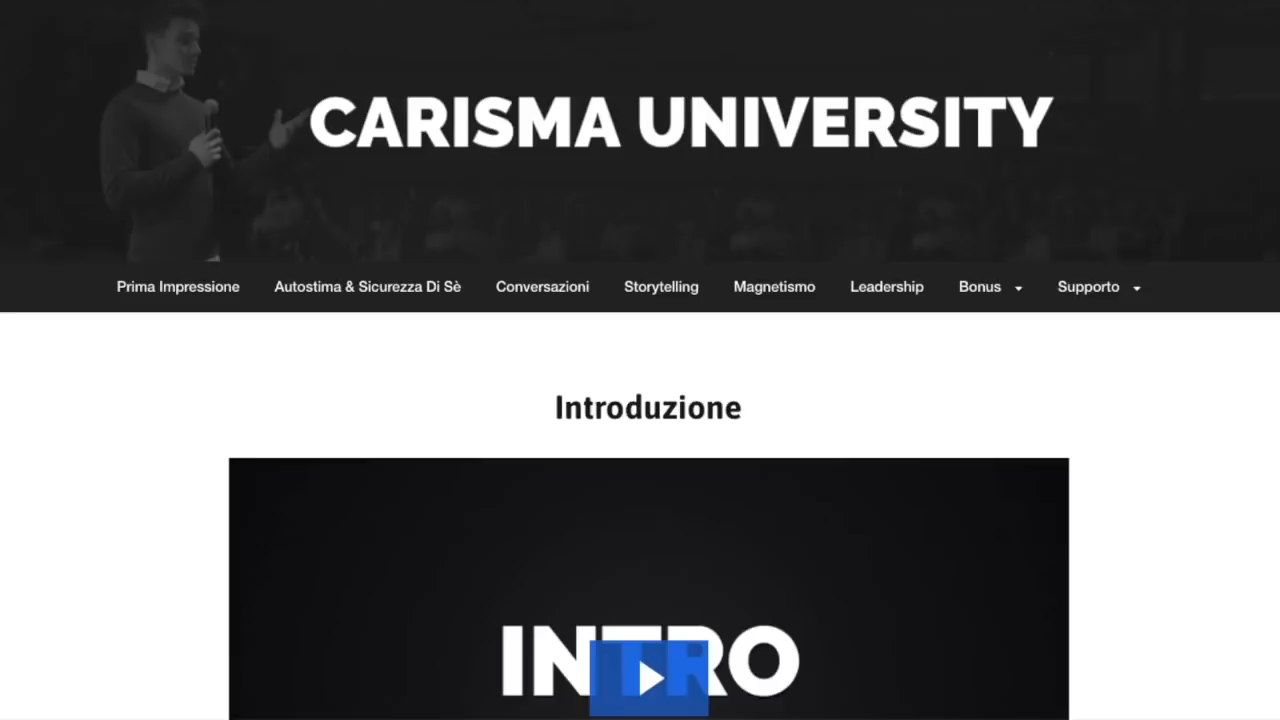 CARISMA UNIVERSITY
Prima Impressione Autostima & Sicurezza Di Sè Conversazioni Storytelling Magnetismo Leadership Bonus Supporto
Introduzione
INTRO